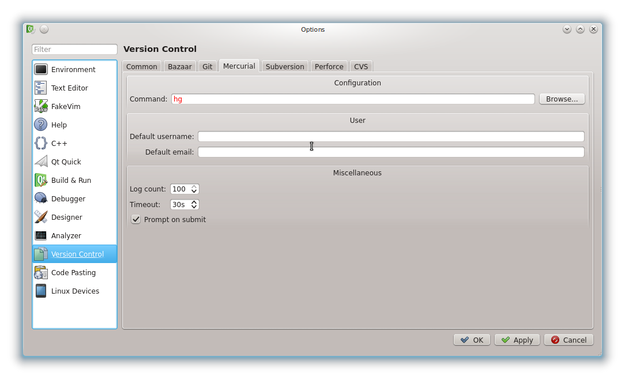 Options
Filter
Version Control
Environment
Text Editor
FakeVim
Help
C++
Qt Quick
Build & Run
Debugger
Designer
Analyzer
Version Control
Code Pasting
Linux Devices
Common Bazaar Git Mercurial Subversion Perforce CVS
Configuration
Command: hg Browse...
User
Default username:
Default email:
Miscellaneous
Log count: 100
Timeout: 30s
Prompt on submit
OK Apply Cancel